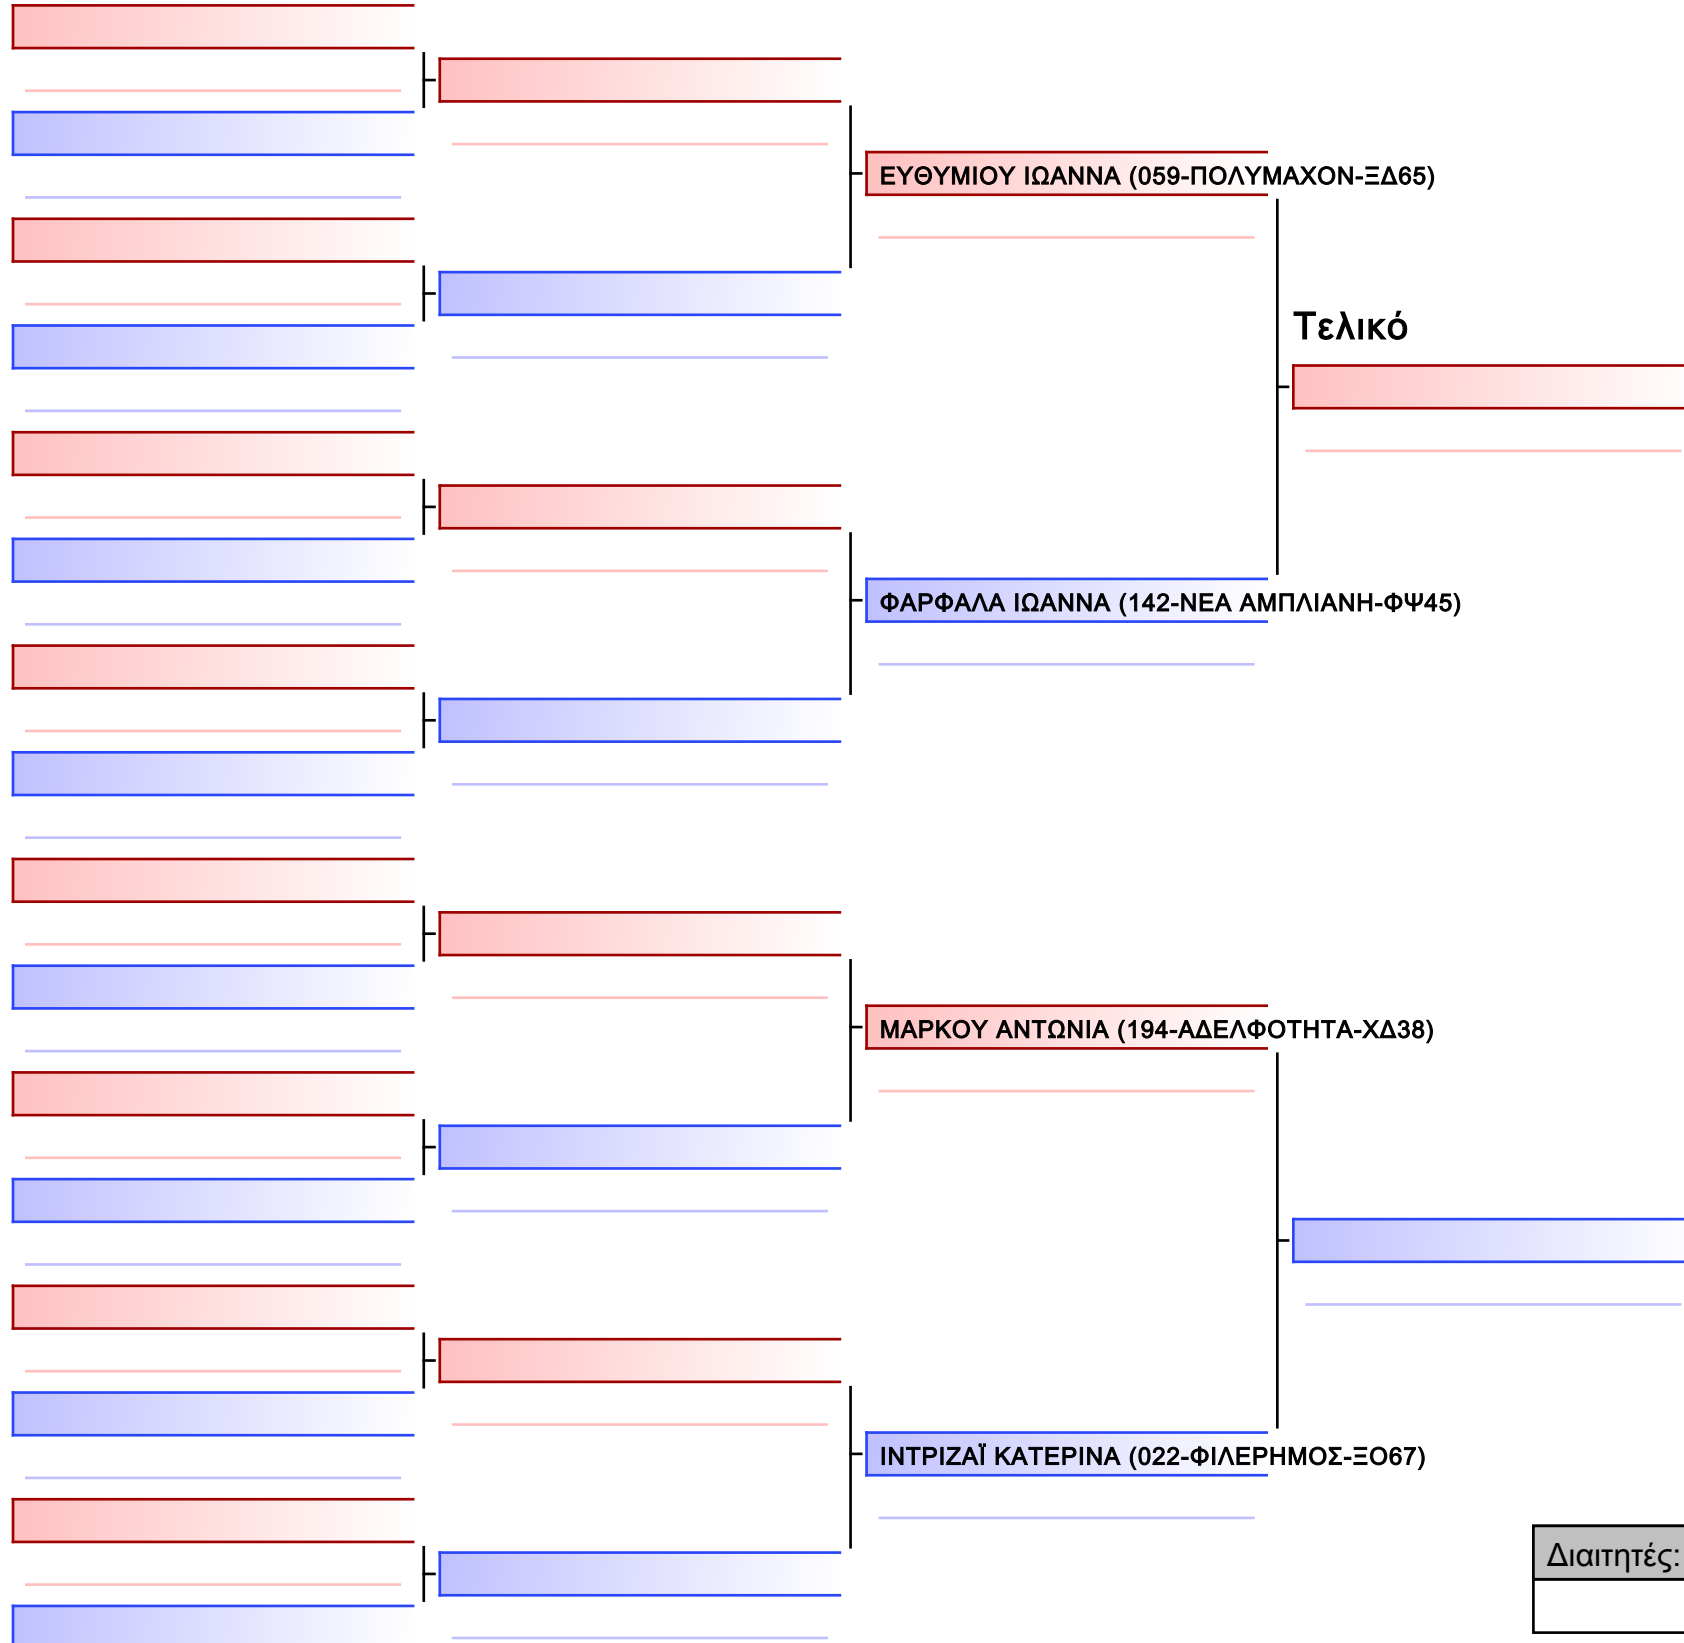 ΕΥΘΥΜΙΟΥ ΙΩΑΝΝΑ (059-ΠΟΛΥΜΑΧΟΝ-ΞΔ65)
Τελικό
ΦΑΡΦΑΛΑ ΙΩΑΝΝΑ (142-ΝΕΑ ΑΜΠΛΙΑΝΗ-ΦΨ45)
ΜΑΡΚΟΥ ΑΝΤΩΝΙΑ (194-ΑΔΕΛΦΟΤΗΤΑ-ΧΔ38)
ΙΝΤΡΙΖΑΪ ΚΑΤΕΡΙΝΑ (022-ΦΙΛΕΡΗΜΟΣ-ΞΟ67)
Διαιτητές: